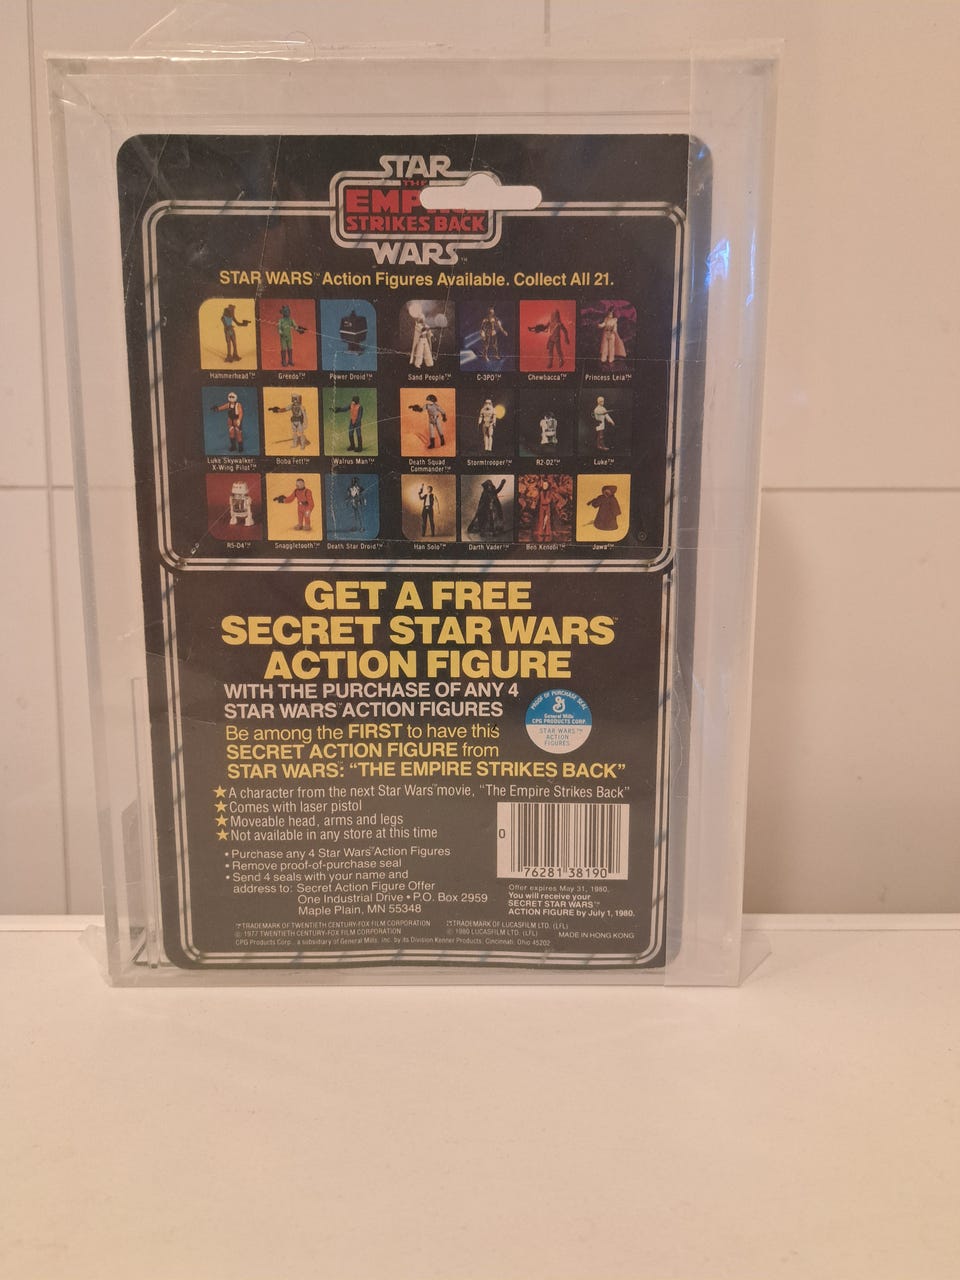 STAR
THE
EMP
STRIKES BACK
WARS™
STAR WARS™ Action Figures Available. Collect All 21.
Hammerhead™ Greedo™ Power Droid™ Sand People™ C-3PO™ Chewbacca™ Princess Leia™
Luke Skywalker: X-Wing Pilot™ Boba Fett™ Walrus Man™ Death Squad Commander™ Stormtrooper™ R2-D2™ Luke™
R5-D4™ Snaggletooth™ Death Star Droid™ Han Solo™ Darth Vader™ Ben Kenobi™ Jawa™
GET A FREE
SECRET STAR WARS™
ACTION FIGURE
WITH THE PURCHASE OF ANY 4
STAR WARS™ ACTION FIGURES
PROOF OF PURCHASE SEAL
G
General Mills
CPG PRODUCTS CORP.
STAR WARS™
ACTION
FIGURES
Be among the FIRST to have this
SECRET ACTION FIGURE from
STAR WARS: "THE EMPIRE STRIKES BACK"
★A character from the next Star Wars™ movie, "The Empire Strikes Back"
★Comes with laser pistol
★Moveable head, arms and legs
★Not available in any store at this time
• Purchase any 4 Star Wars™ Action Figures
• Remove proof-of-purchase seal
• Send 4 seals with your name and
address to: Secret Action Figure Offer
One Industrial Drive • P.O. Box 2959
Maple Plain, MN 55348
0 76281 38190
Offer expires May 31, 1980.
You will receive your
SECRET STAR WARS™
ACTION FIGURE by July 1, 1980.
™TRADEMARK OF TWENTIETH CENTURY-FOX FILM CORPORATION ™TRADEMARK OF LUCASFILM LTD. (LFL)
© 1977 TWENTIETH CENTURY-FOX FILM CORPORATION © 1980 LUCASFILM LTD. (LFL) MADE IN HONG KONG
CPG Products Corp., a subsidiary of General Mills, Inc. by its Division Kenner Products, Cincinnati, Ohio 45202